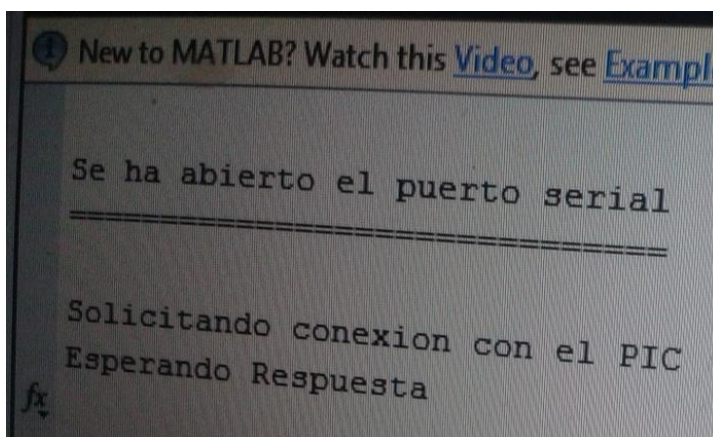 New to MATLAB? Watch this Video, see
Se ha abierto el puerto serial
================================
Solicitando conexion con el PIC
Esperando Respuesta
fx